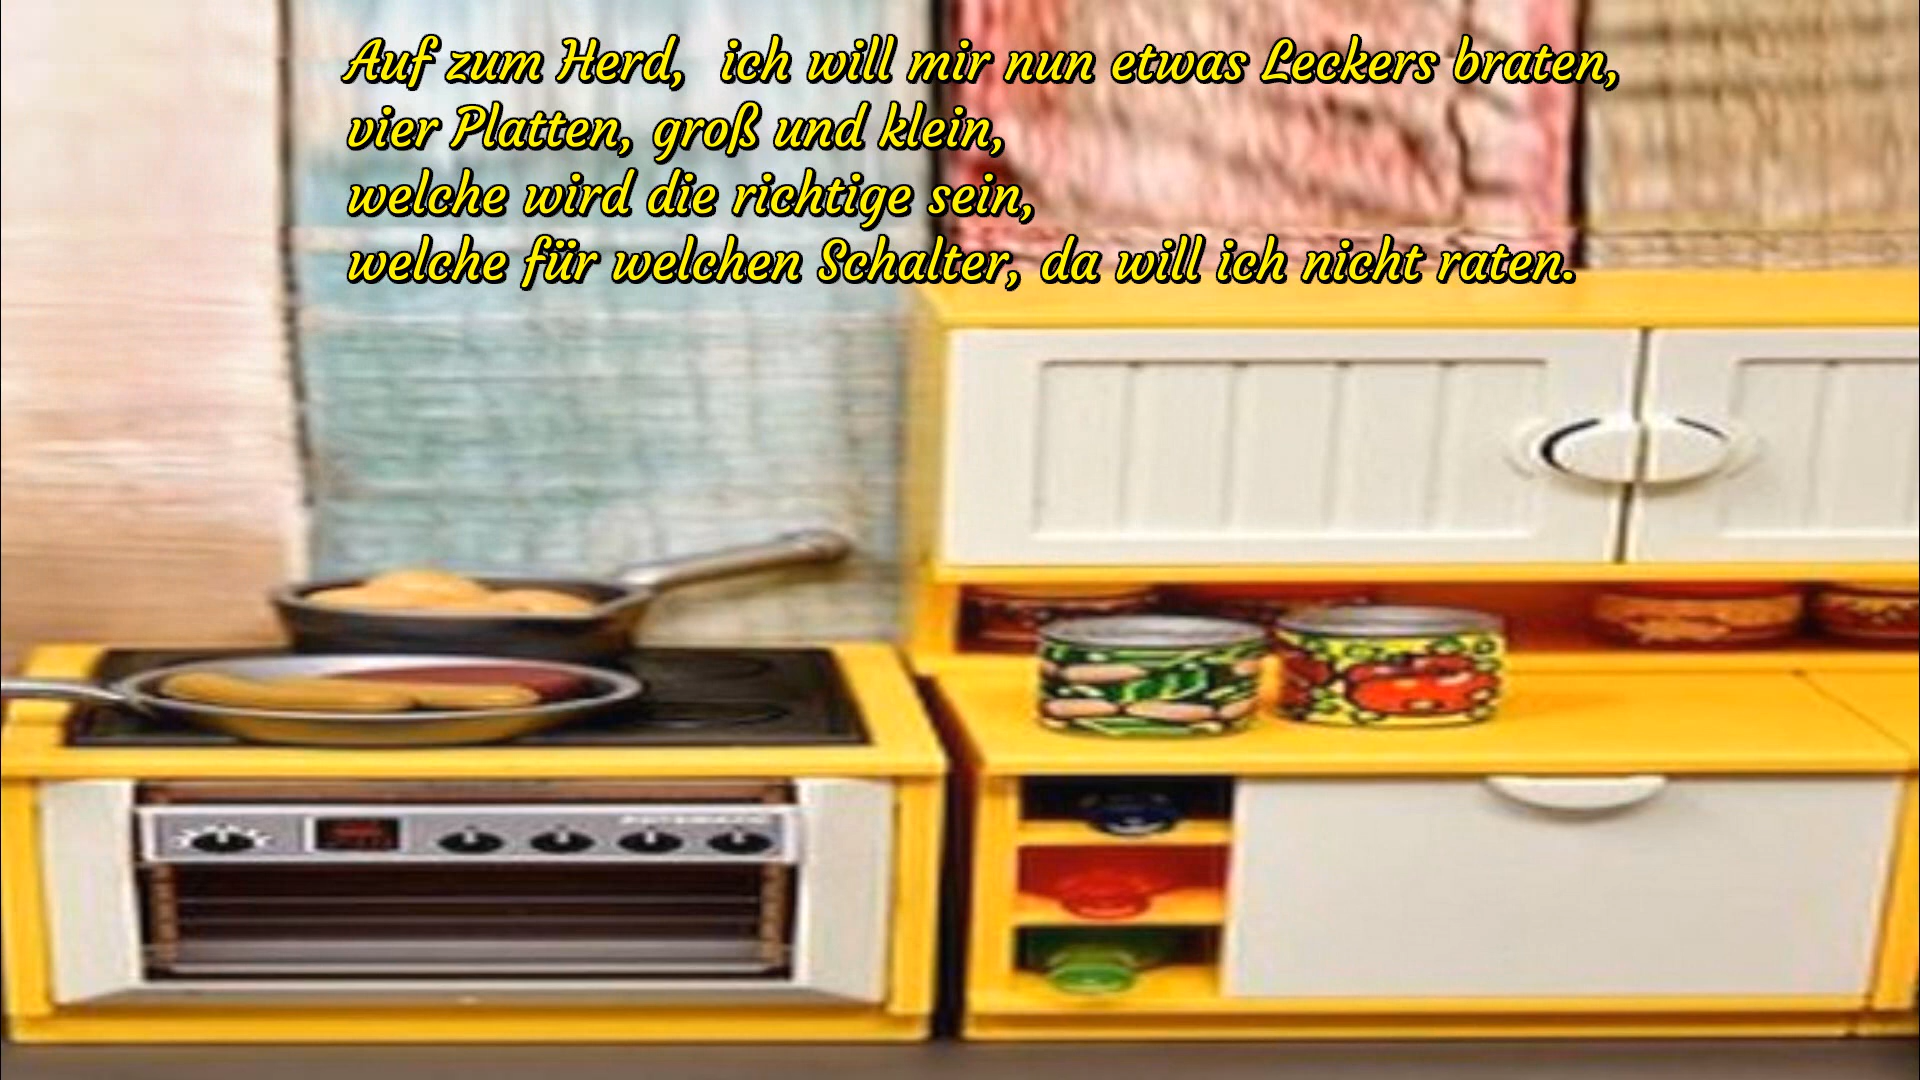 Auf zum Herd, ich will mir nun etwas Leckers braten,
vier Platten, groß und klein,
welche wird die richtige sein,
welche für welchen Schalter, da will ich nicht raten.